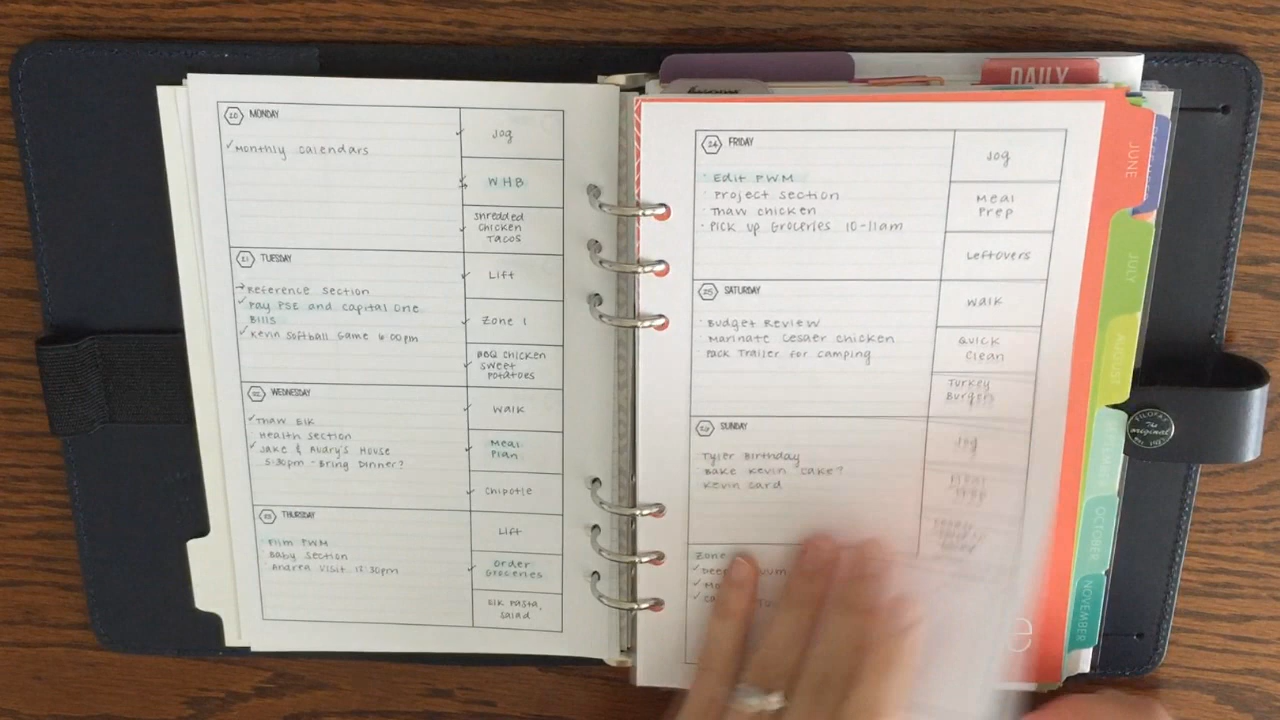 20 MONDAY
✓Monthly calendars
Jog
WHB
Shredded
Chicken
Tacos
21 TUESDAY
→Reference Section
✓Pay PSE and Capital One
Bills
✓Kevin Softball Game 6:00pm
Lift
Zone 1
BBQ Chicken
Sweet
Potatoes
22 WEDNESDAY
✓Thaw Elk
Health Section
✓Jake & Audry's House
5:30pm - Bring Dinner?
Walk
Meal
Plan
Chipotle
23 THURSDAY
· Film PWM
· Baby Section
· Andrea Visit 12:30pm
Lift
Order
Groceries
Elk Pasta,
Salad
DAILY
24 FRIDAY
· Edit PWM
· Project Section
· Thaw chicken
· Pick up Groceries 10-11am
Jog
Meal
Prep
Leftovers
25 SATURDAY
· Budget Review
· Marinate Cesaer chicken
· Pack Trailer for camping
Walk
Quick
Clean
Turkey
Burgers
26 SUNDAY
Tyler Birthday
Bake Kevin Cake?
Kevin Card
Jog
Meal
Prep
Zone
JUNE
JULY
AUGUST
SEPTEMBER
OCTOBER
NOVEMBER
FILOFAX
The
original